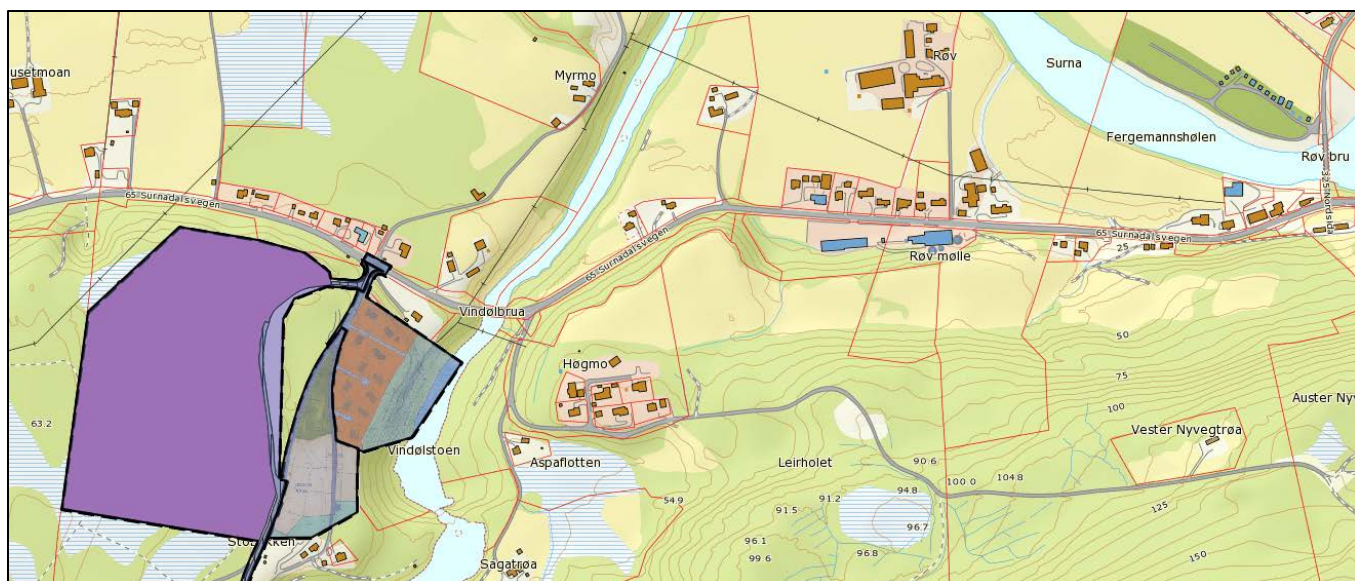 Røv
Surna
Myrmo
usetmoan
Fergemannshølen
Røv bru
65 Surnadalsvegen
65 Surnadalsvegen
25
Røv mølle
65 Surnadalsvegen
Vindølbrua
50
Høgmo
75
100
Auster Ny
63.2
Vindølstoen
Aspaflotten
Leirholet
Vester Nyvegtrøa
90.6
100.0
104.8
54.9
91.2
94.8
91.5
125
96.7
96.1
96.8
99.6
150
Sagatrøa